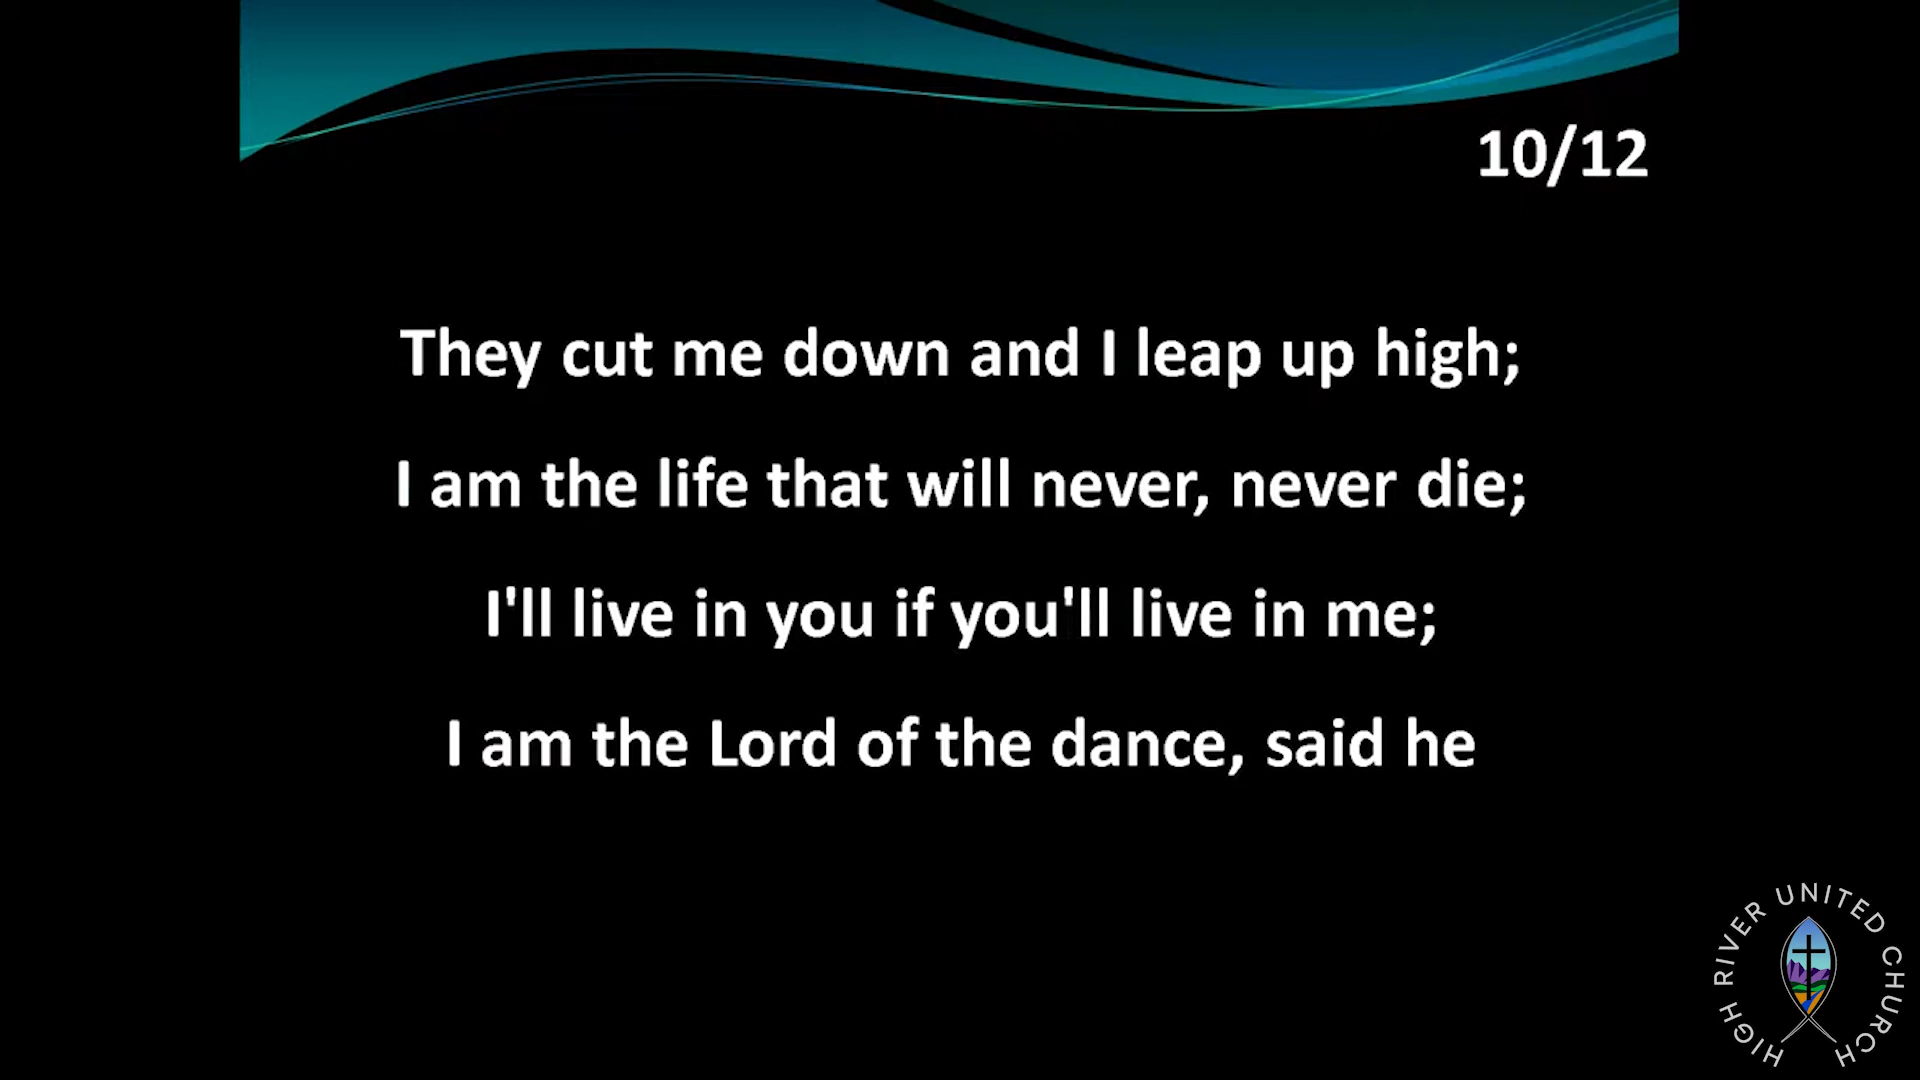 10/12
They cut me down and I leap up high;
I am the life that will never, never die;
I'll live in you if you'll live in me;
I am the Lord of the dance, said he
HIGH RIVER UNITED CHURCH